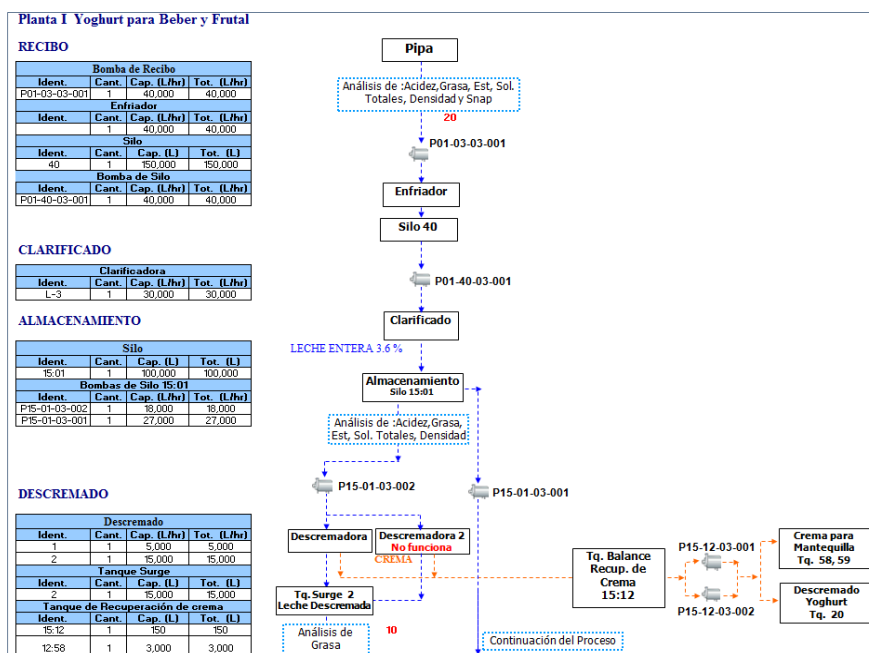 Planta I Yoghurt para Beber y Frutal
RECIBO
Bomba de Recibo
Ident. Cant. Cap. (L/hr) Tot. (L/hr)
P01-03-03-001 1 40,000 40,000
Enfriador
Ident. Cant. Cap. (L/hr) Tot. (L/hr)
1 40,000 40,000
Silo
Ident. Cant. Cap. (L) Tot. (L)
40 1 150,000 150,000
Bomba de Silo
Ident. Cant. Cap. (L/hr) Tot. (L/hr)
P01-40-03-001 1 40,000 40,000
CLARIFICADO
Clarificadora
Ident. Cant. Cap. (L/hr) Tot. (L/hr)
L-3 1 30,000 30,000
ALMACENAMIENTO
Silo
Ident. Cant. Cap. (L) Tot. (L)
15:01 1 100,000 100,000
Bombas de Silo 15:01
Ident. Cant. Cap. (L/hr) Tot. (L/hr)
P15-01-03-002 1 18,000 18,000
P15-01-03-001 1 27,000 27,000
DESCREMADO
Descremado
Ident. Cant. Cap. (L/hr) Tot. (L/hr)
1 1 5,000 5,000
2 1 15,000 15,000
Tanque Surge
Ident. Cant. Cap. (L/hr) Tot. (L/hr)
2 1 15,000 15,000
Tanque de Recuperación de crema
Ident. Cant. Cap. (L/hr) Tot. (L/hr)
15:12 1 150 150
12:58 1 3,000 3,000
Pipa
Análisis de :Acidez,Grasa, Est, Sol.
Totales, Densidad y Snap
20
P01-03-03-001
Enfriador
Silo 40
P01-40-03-001
Clarificado
LECHE ENTERA 3.6 %
Almacenamiento
Silo 15:01
Análisis de :Acidez,Grasa,
Est, Sol. Totales, Densidad
P15-01-03-002
P15-01-03-001
Descremadora
Descremadora 2
No funciona
CREMA
Tq. Surge 2
Leche Descremada
Análisis de
Grasa
10
Continuación del Proceso
Tq. Balance
Recup. de
Crema
15:12
P15-12-03-001
P15-12-03-002
Crema para
Mantequilla
Tq. 58, 59
Descremado
Yoghurt
Tq. 20